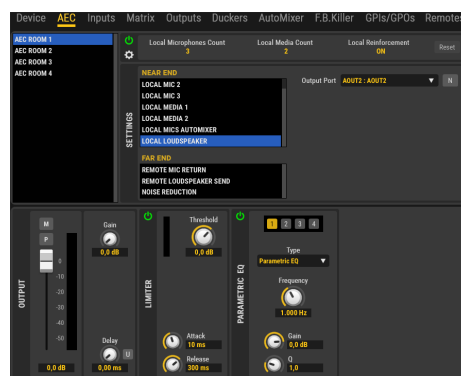 Device AEC Inputs Matrix Outputs Duckers AutoMixer F.B.Killer GPIs/GPOs Remotes
AEC ROOM 1
AEC ROOM 2
AEC ROOM 3
AEC ROOM 4
Local Microphones Count
3
Local Media Count
2
Local Reinforcement
ON
Reset
SETTINGS
NEAR END
LOCAL MIC 2
LOCAL MIC 3
LOCAL MEDIA 1
LOCAL MEDIA 2
LOCAL MICS AUTOMIXER
LOCAL LOUDSPEAKER
FAR END
REMOTE MIC RETURN
REMOTE LOUDSPEAKER SEND
NOISE REDUCTION
Output Port AOUT2 : AOUT2 N
OUTPUT
M
P
0
-10
-20
-30
-40
-50
0,0 dB
Gain
0,0 dB
Delay
U
0,00 ms
LIMITER
Threshold
0,0 dB
Attack
10 ms
Release
300 ms
PARAMETRIC EQ
1 2 3 4
Type
Parametric EQ
Frequency
1.000 Hz
Gain
0,0 dB
Q
1,0